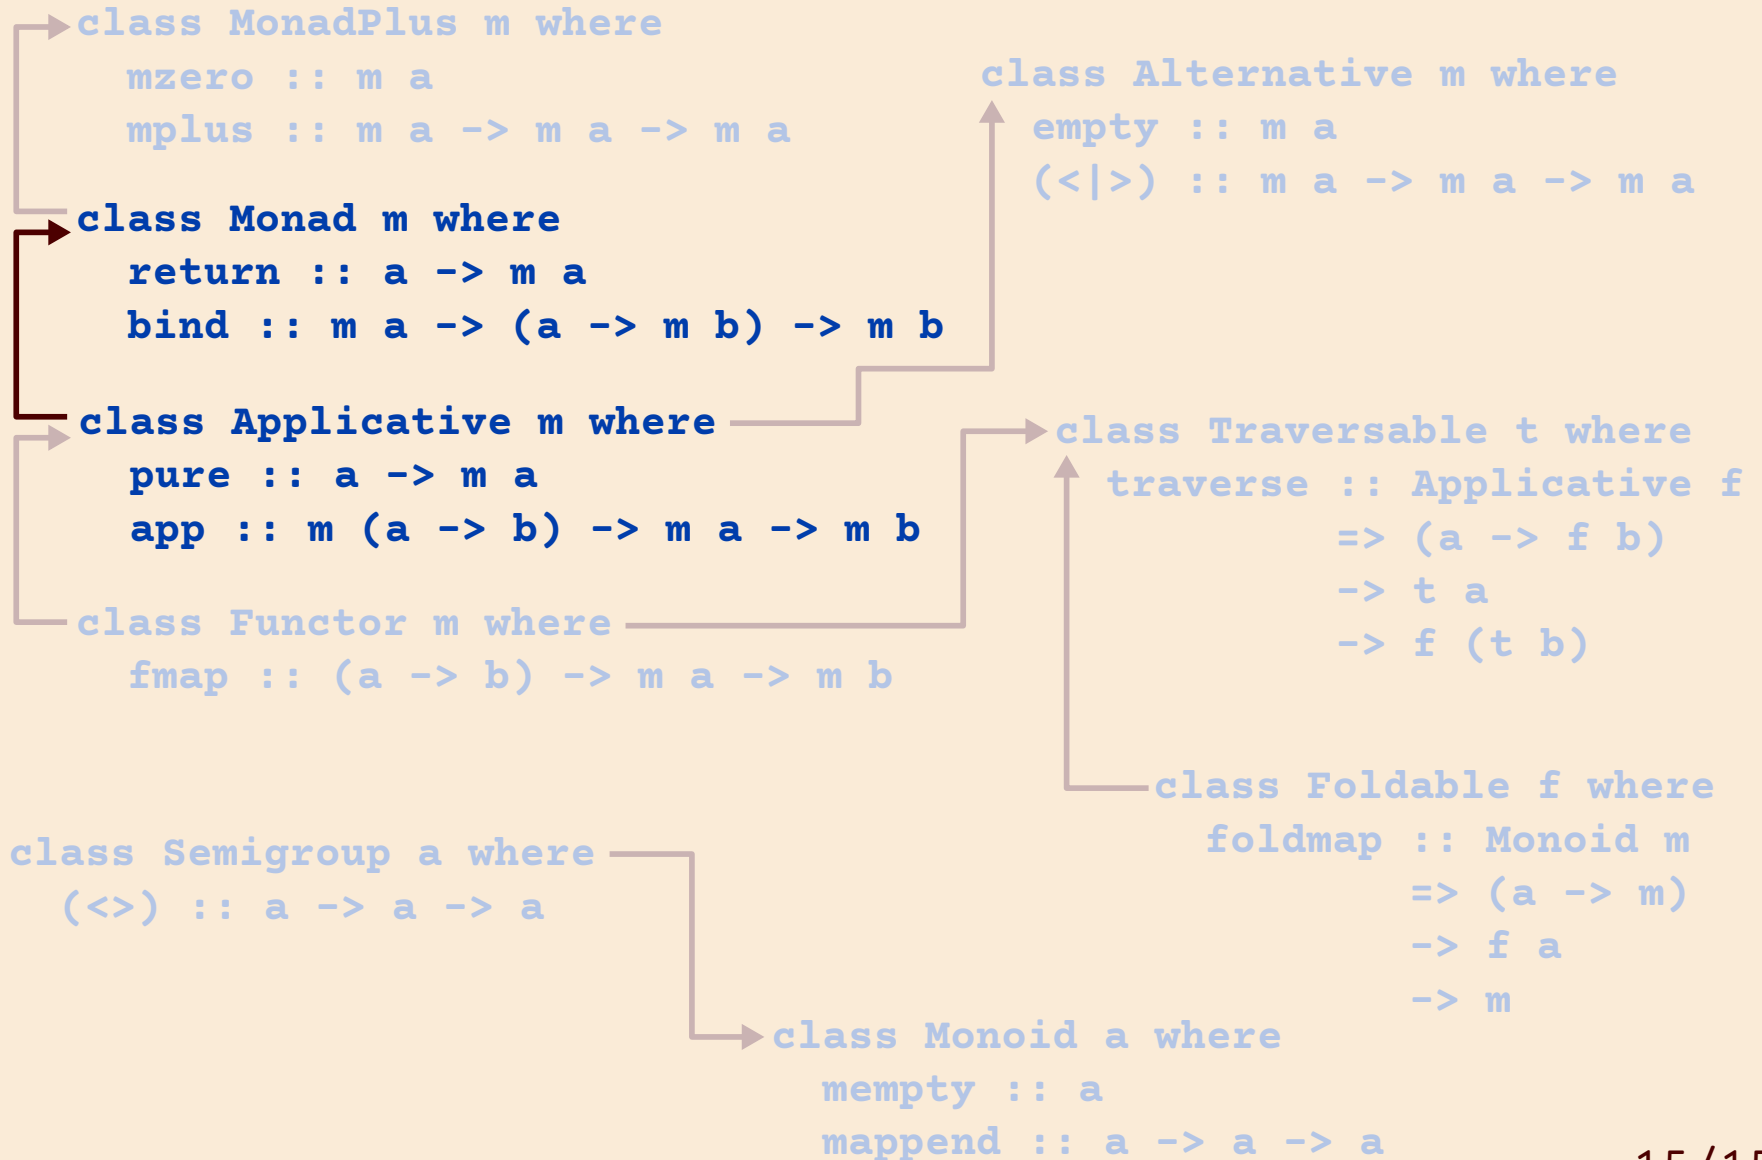 class MonadPlus m where
mzero :: m a
mplus :: m a -> m a -> m a
class Monad m where
return :: a -> m a
bind :: m a -> (a -> m b) -> m b
class Applicative m where
pure :: a -> m a
app :: m (a -> b) -> m a -> m b
class Functor m where
fmap :: (a -> b) -> m a -> m b
class Alternative m where
empty :: m a
(<|>) :: m a -> m a -> m a
class Traversable t where
traverse :: Applicative f
=> (a -> f b)
-> t a
-> f (t b)
class Foldable f where
foldmap :: Monoid m
=> (a -> m)
-> f a
-> m
class Semigroup a where
(<>) :: a -> a -> a
class Monoid a where
mempty :: a
mappend :: a -> a -> a